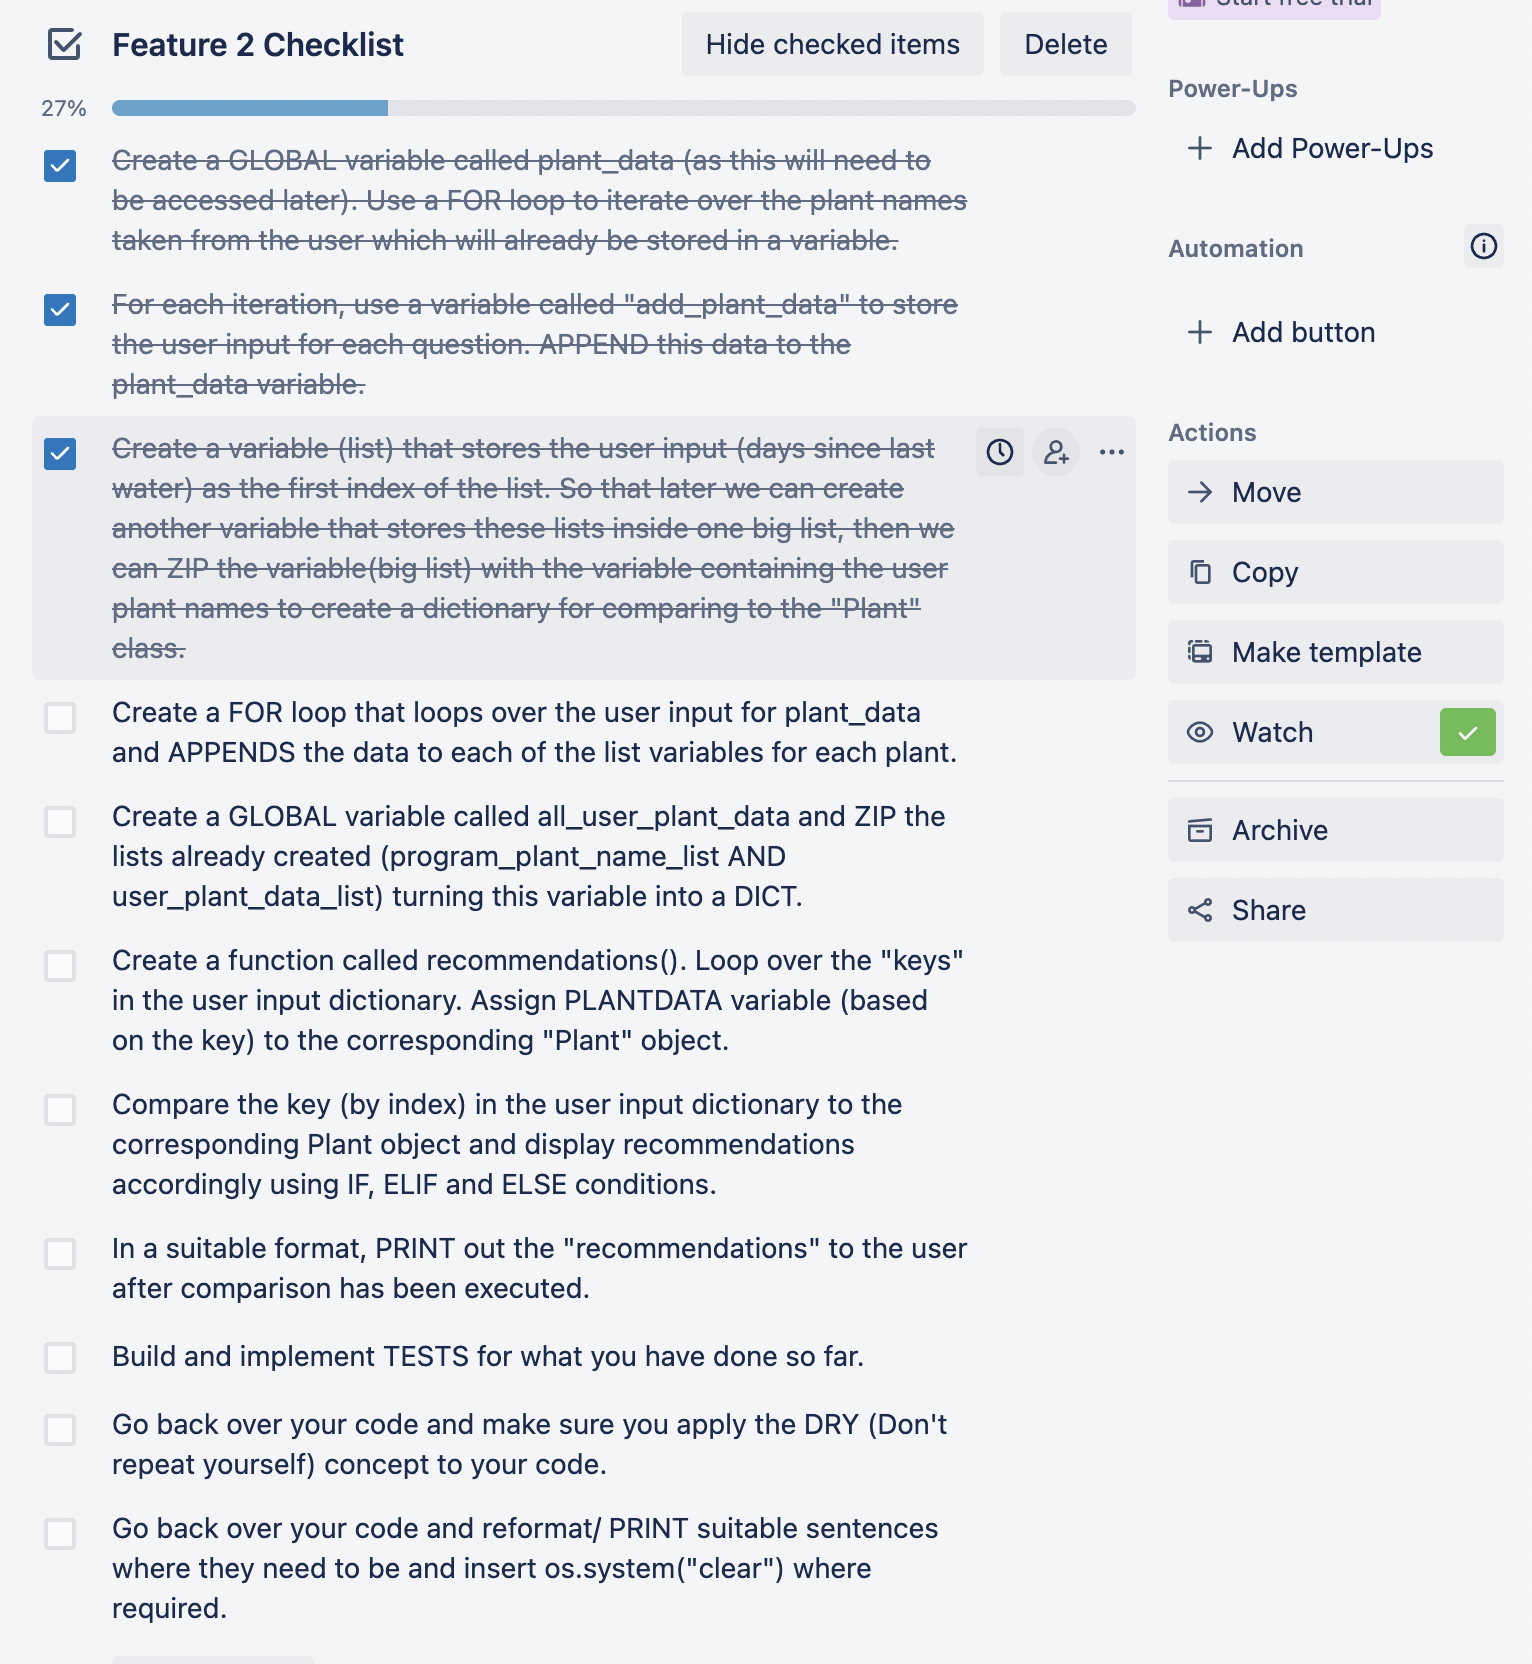 Start free trial
Feature 2 Checklist
Hide checked items
Delete
27%
Create a GLOBAL variable called plant_data (as this will need to
be accessed later). Use a FOR loop to iterate over the plant names
taken from the user which will already be stored in a variable.
For each iteration, use a variable called "add_plant_data" to store
the user input for each question. APPEND this data to the
plant_data variable.
Create a variable (list) that stores the user input (days since last
water) as the first index of the list. So that later we can create
another variable that stores these lists inside one big list, then we
can ZIP the variable(big list) with the variable containing the user
plant names to create a dictionary for comparing to the "Plant"
class.
Create a FOR loop that loops over the user input for plant_data
and APPENDS the data to each of the list variables for each plant.
Create a GLOBAL variable called all_user_plant_data and ZIP the
lists already created (program_plant_name_list AND
user_plant_data_list) turning this variable into a DICT.
Create a function called recommendations(). Loop over the "keys"
in the user input dictionary. Assign PLANTDATA variable (based
on the key) to the corresponding "Plant" object.
Compare the key (by index) in the user input dictionary to the
corresponding Plant object and display recommendations
accordingly using IF, ELIF and ELSE conditions.
In a suitable format, PRINT out the "recommendations" to the user
after comparison has been executed.
Build and implement TESTS for what you have done so far.
Go back over your code and make sure you apply the DRY (Don't
repeat yourself) concept to your code.
Go back over your code and reformat/ PRINT suitable sentences
where they need to be and insert os.system("clear") where
required.
Power-Ups
Add Power-Ups
Automation
Add button
Actions
Move
Copy
Make template
Watch
Archive
Share